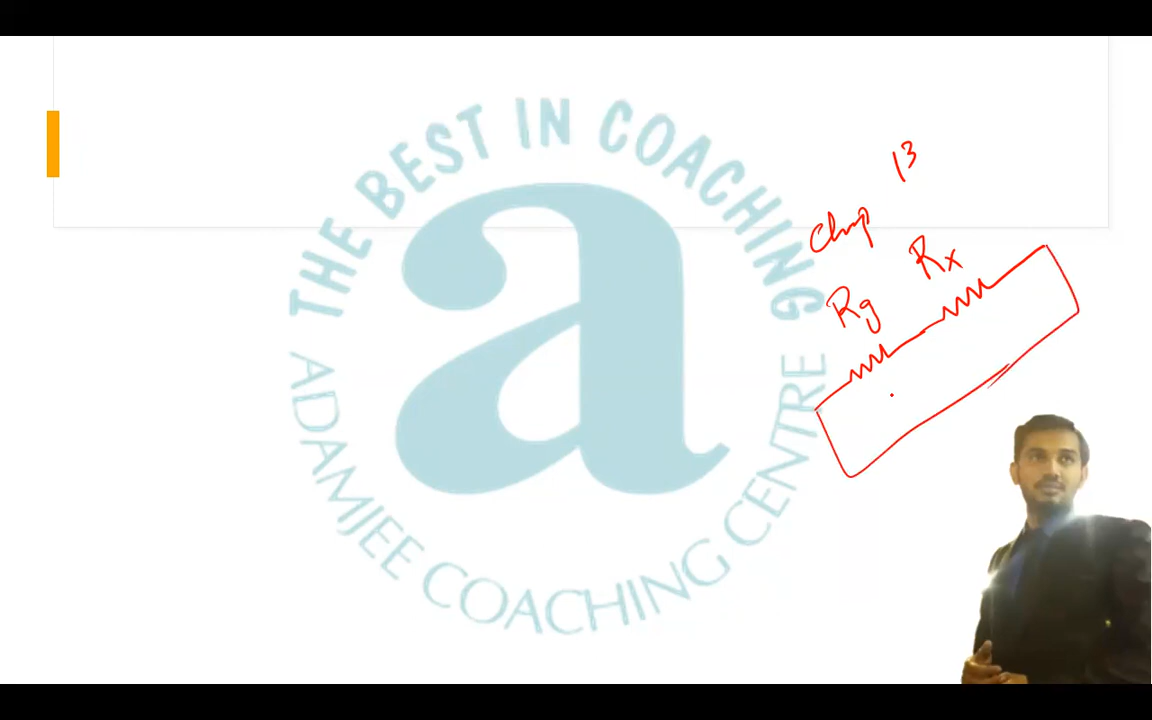 THE BEST IN COACHING
a
ADAMJEE COACHING CENTRE
13
Chap
Rx
Rg